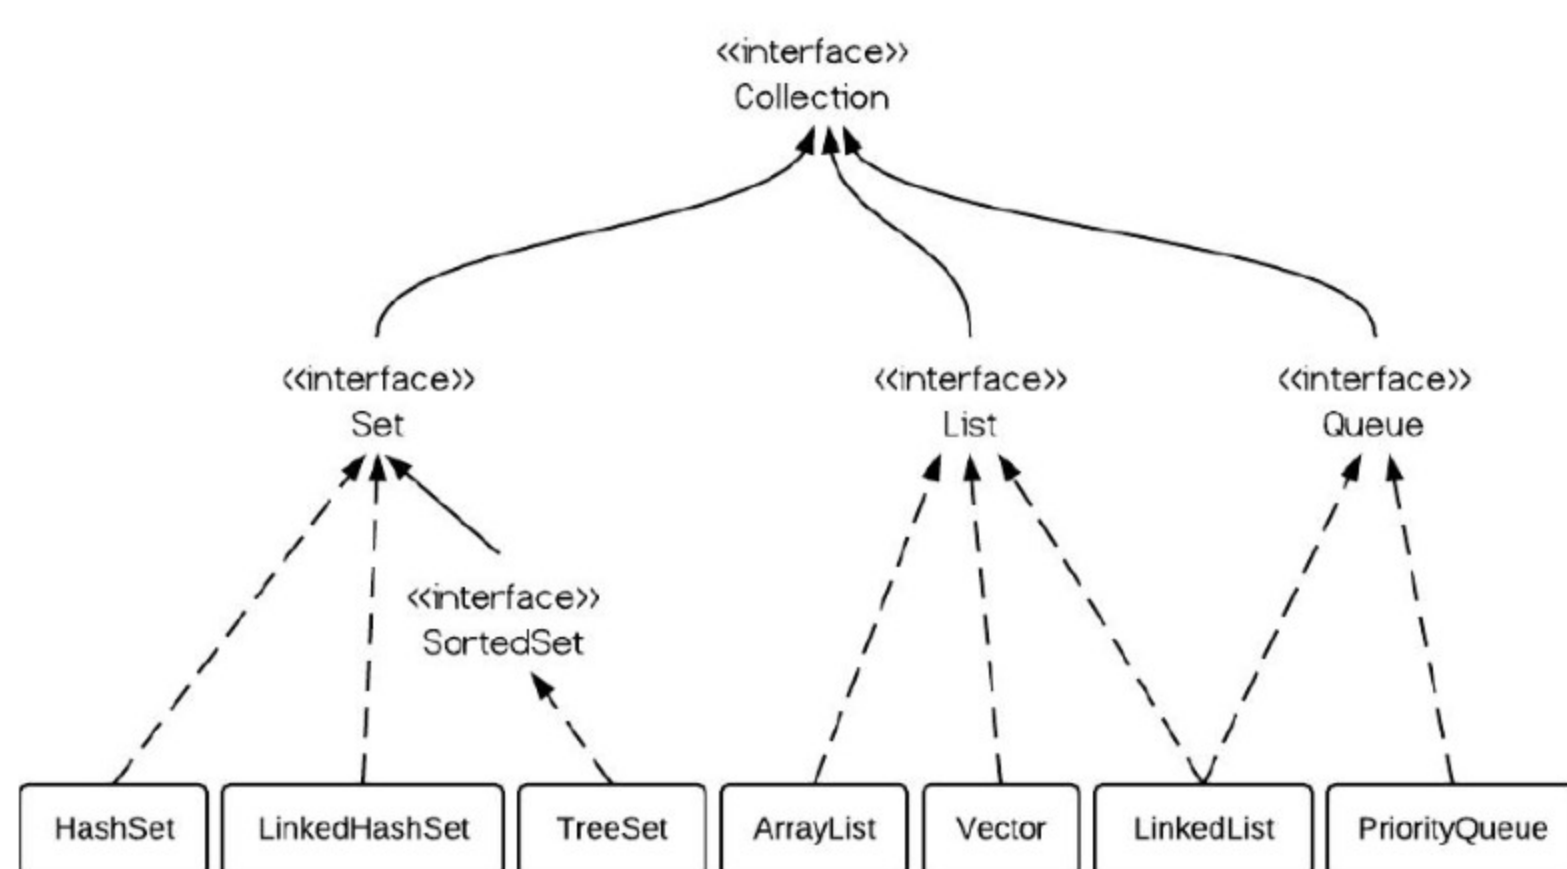 <<interface>>
Collection
<<interface>>
Set
<<interface>>
List
<<interface>>
Queue
<<interface>>
SortedSet
HashSet
LinkedHashSet
TreeSet
ArrayList
Vector
LinkedList
PriorityQueue